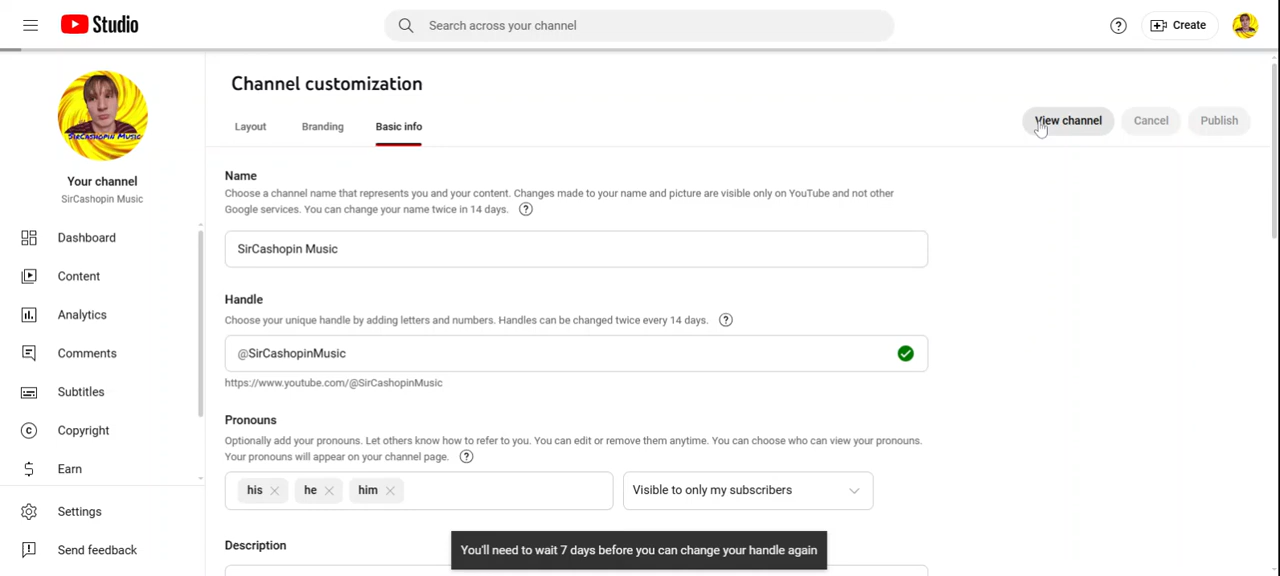 Studio
Search across your channel
Create
SirCashopin Music
Your channel
SirCashopin Music
Dashboard
Content
Analytics
Comments
Subtitles
Copyright
Earn
Settings
Send feedback
Channel customization
Layout
Branding
Basic info
View channel
Cancel
Publish
Name
Choose a channel name that represents you and your content. Changes made to your name and picture are visible only on YouTube and not other
Google services. You can change your name twice in 14 days.
SirCashopin Music
Handle
Choose your unique handle by adding letters and numbers. Handles can be changed twice every 14 days.
@SirCashopinMusic
https://www.youtube.com/@SirCashopinMusic
Pronouns
Optionally add your pronouns. Let others know how to refer to you. You can edit or remove them anytime. You can choose who can view your pronouns.
Your pronouns will appear on your channel page.
his
he
him
Visible to only my subscribers
Description
You'll need to wait 7 days before you can change your handle again